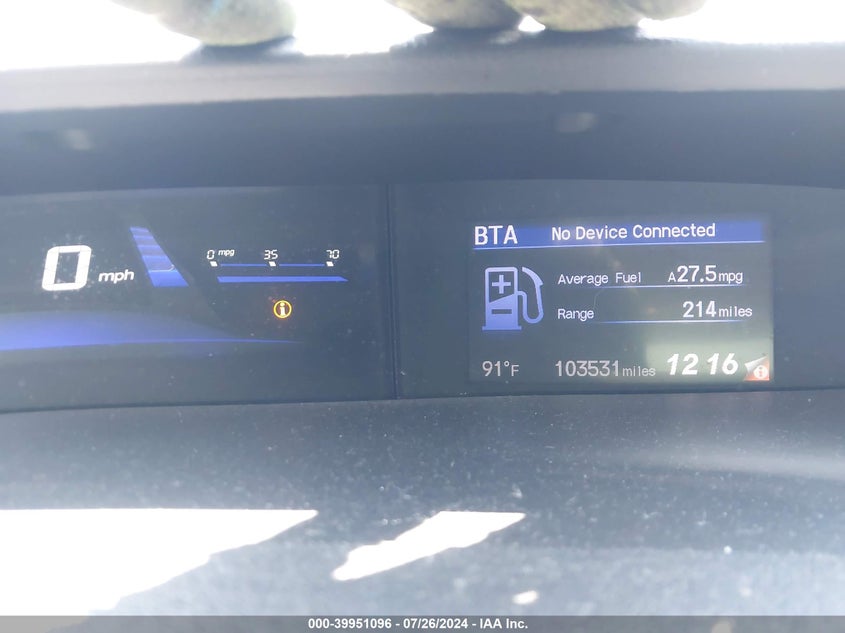 0 mph
0 mpg 35 70
i
BTA No Device Connected
Average Fuel A27.5mpg
Range 214miles
91°F 103531miles 12:16
i
000-39951096 - 07/26/2024 - IAA Inc.